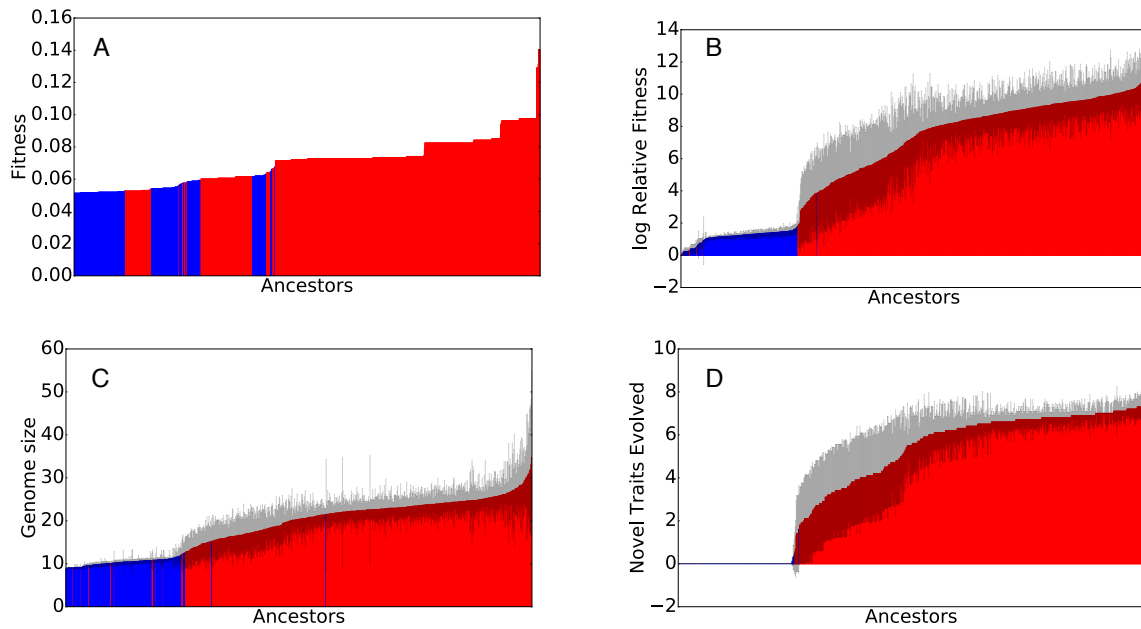 A
Fitness
0.16
0.14
0.12
0.10
0.08
0.06
0.04
0.02
0.00
Ancestors
B
log Relative Fitness
14
12
10
8
6
4
2
0
−2
Ancestors
C
Genome size
60
50
40
30
20
10
0
Ancestors
D
Novel Traits Evolved
10
8
6
4
2
0
−2
Ancestors